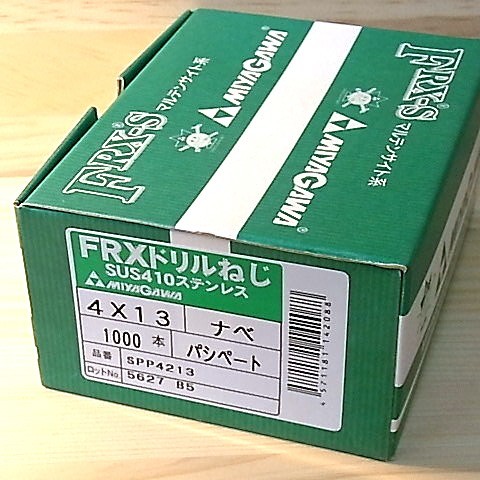 FRX-S
マルテンサイト系
MIYAGAWA
FRX-S
マルテンサイト系
MIYAGAWA
FRXドリルねじ
SUS410ステンレス
MIYAGAWA
4X13 ナベ
1000 本 パシペート
品番 SPP4213
ロットNo. 5627 B5
4571181142088